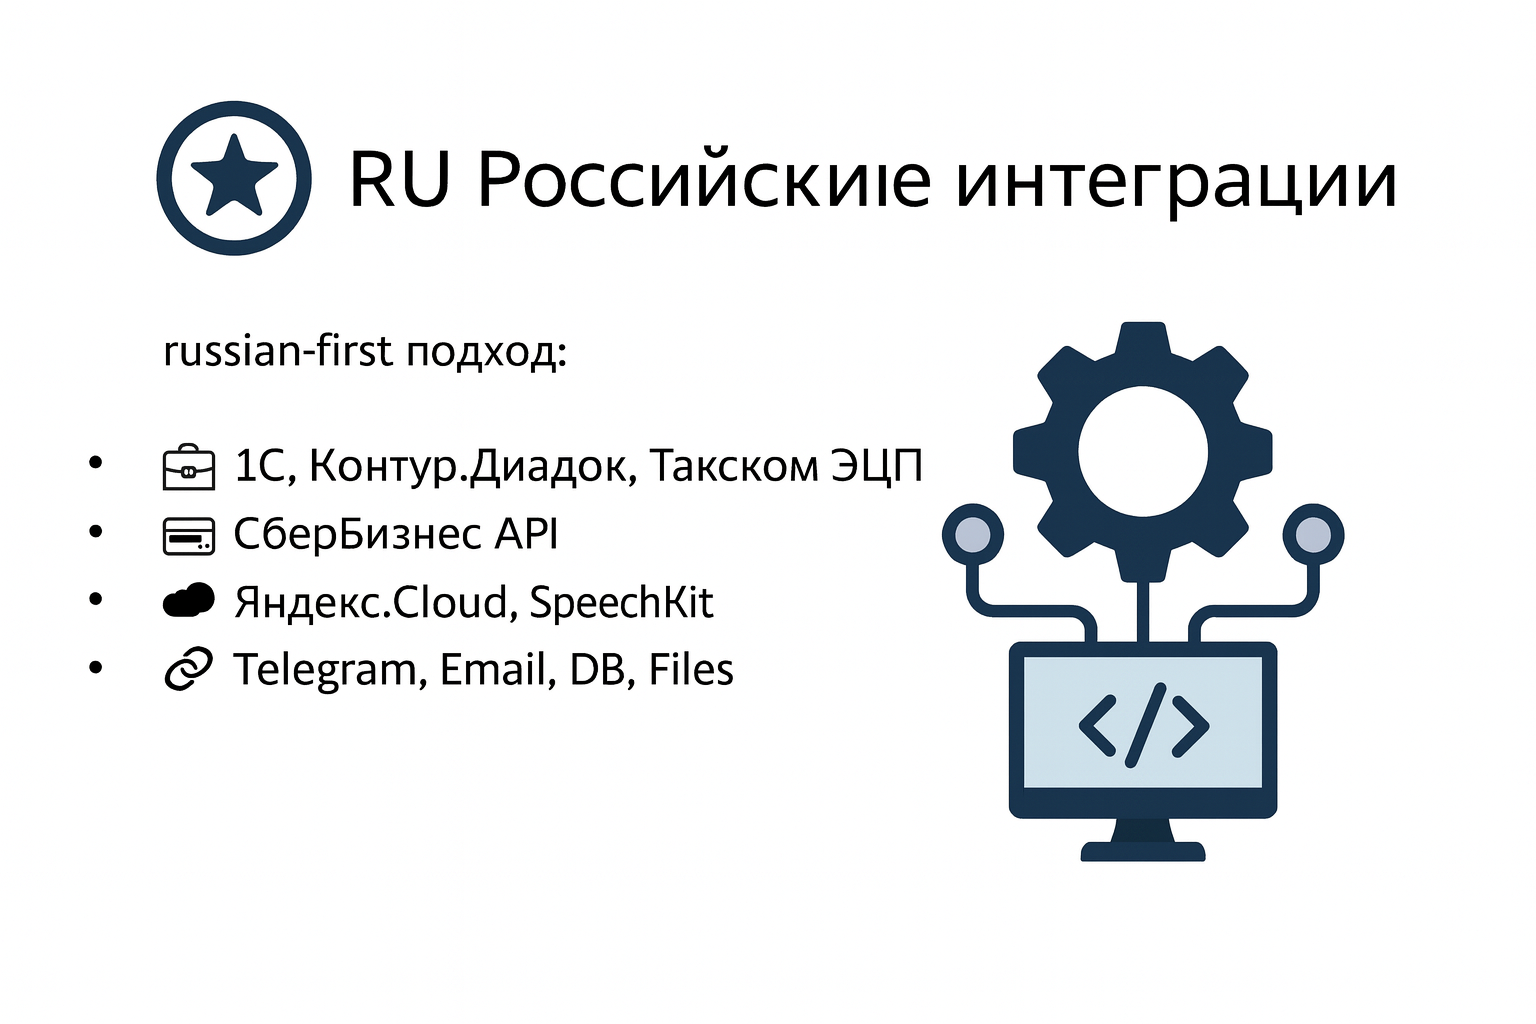 RU Российские интеграции
russian-first подход:
• 1С, Контур.Диадок, Такском ЭЦП
• СберБизнес API
• Яндекс.Cloud, SpeechKit
• Telegram, Email, DB, Files
</>